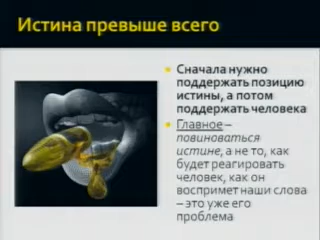 Истина превыше всего
Сначала нужно
поддержать позицию
истины, а потом
поддержать человека
Главное –
повиноваться
истине, а не то, как
будет реагировать
человек, как он
воспримет наши слова
– это уже его
проблема